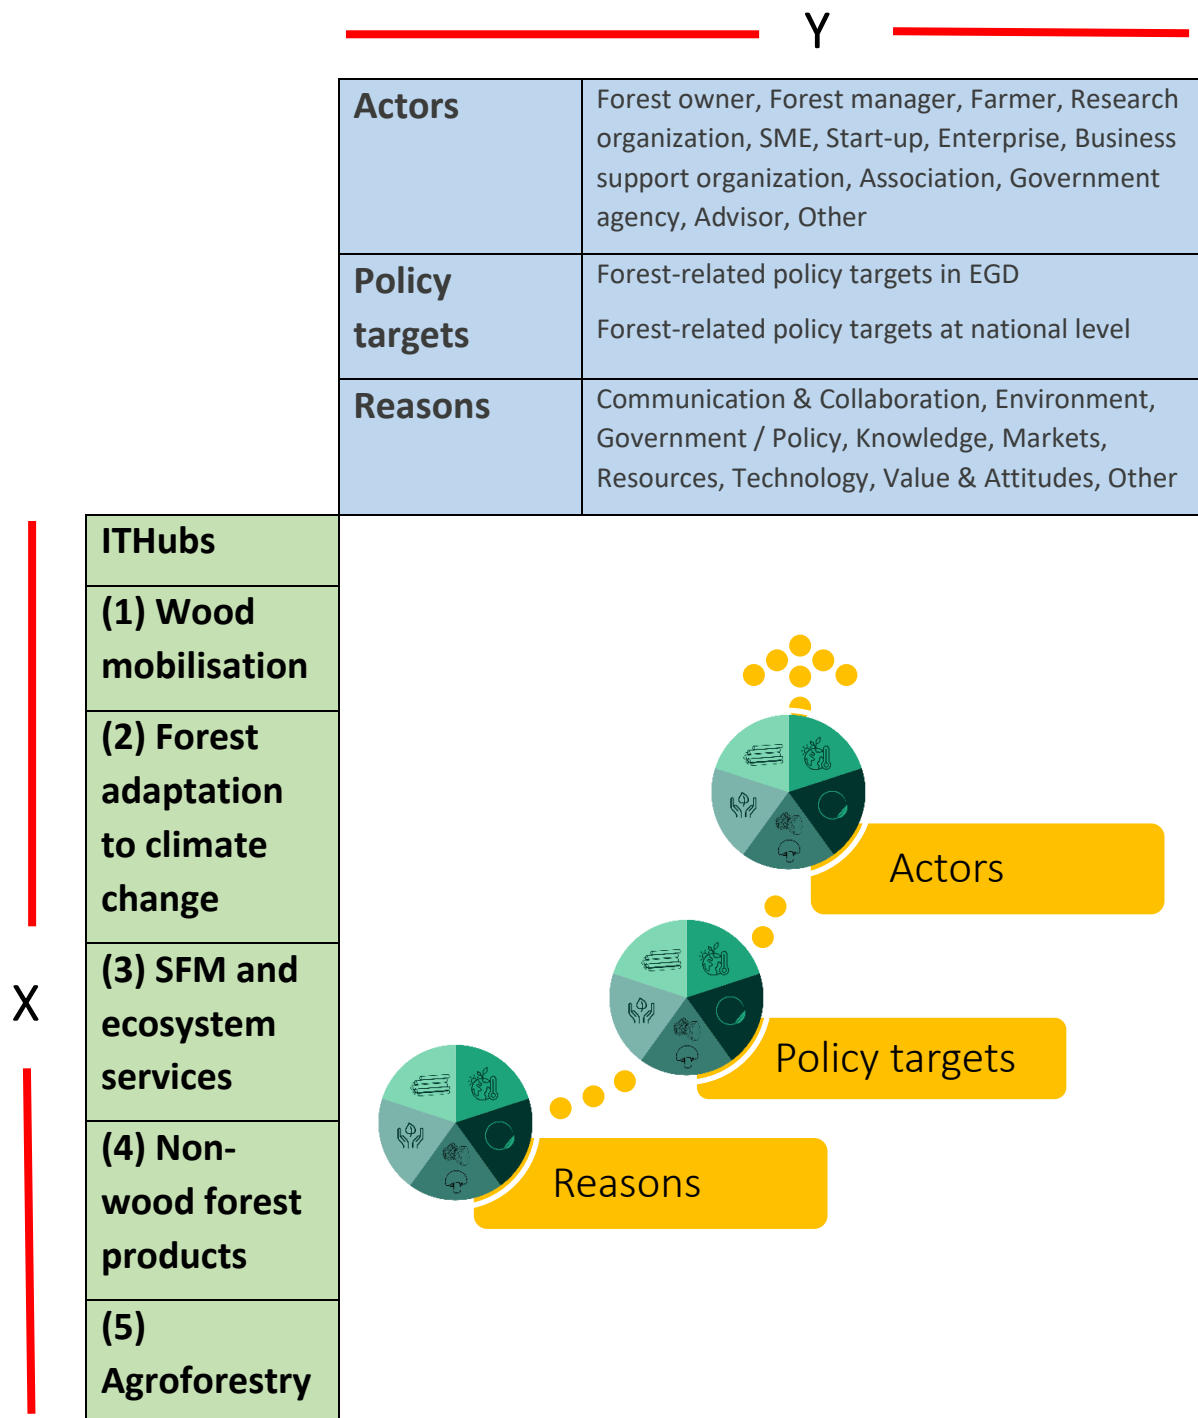 Y
Actors
Forest owner, Forest manager, Farmer, Research
organization, SME, Start-up, Enterprise, Business
support organization, Association, Government
agency, Advisor, Other
Policy
targets
Forest-related policy targets in EGD
Forest-related policy targets at national level
Reasons
Communication & Collaboration, Environment,
Government / Policy, Knowledge, Markets,
Resources, Technology, Value & Attitudes, Other
X
ITHubs
(1) Wood
mobilisation
(2) Forest
adaptation
to climate
change
(3) SFM and
ecosystem
services
(4) Non-
wood forest
products
(5)
Agroforestry
Actors
Policy targets
Reasons